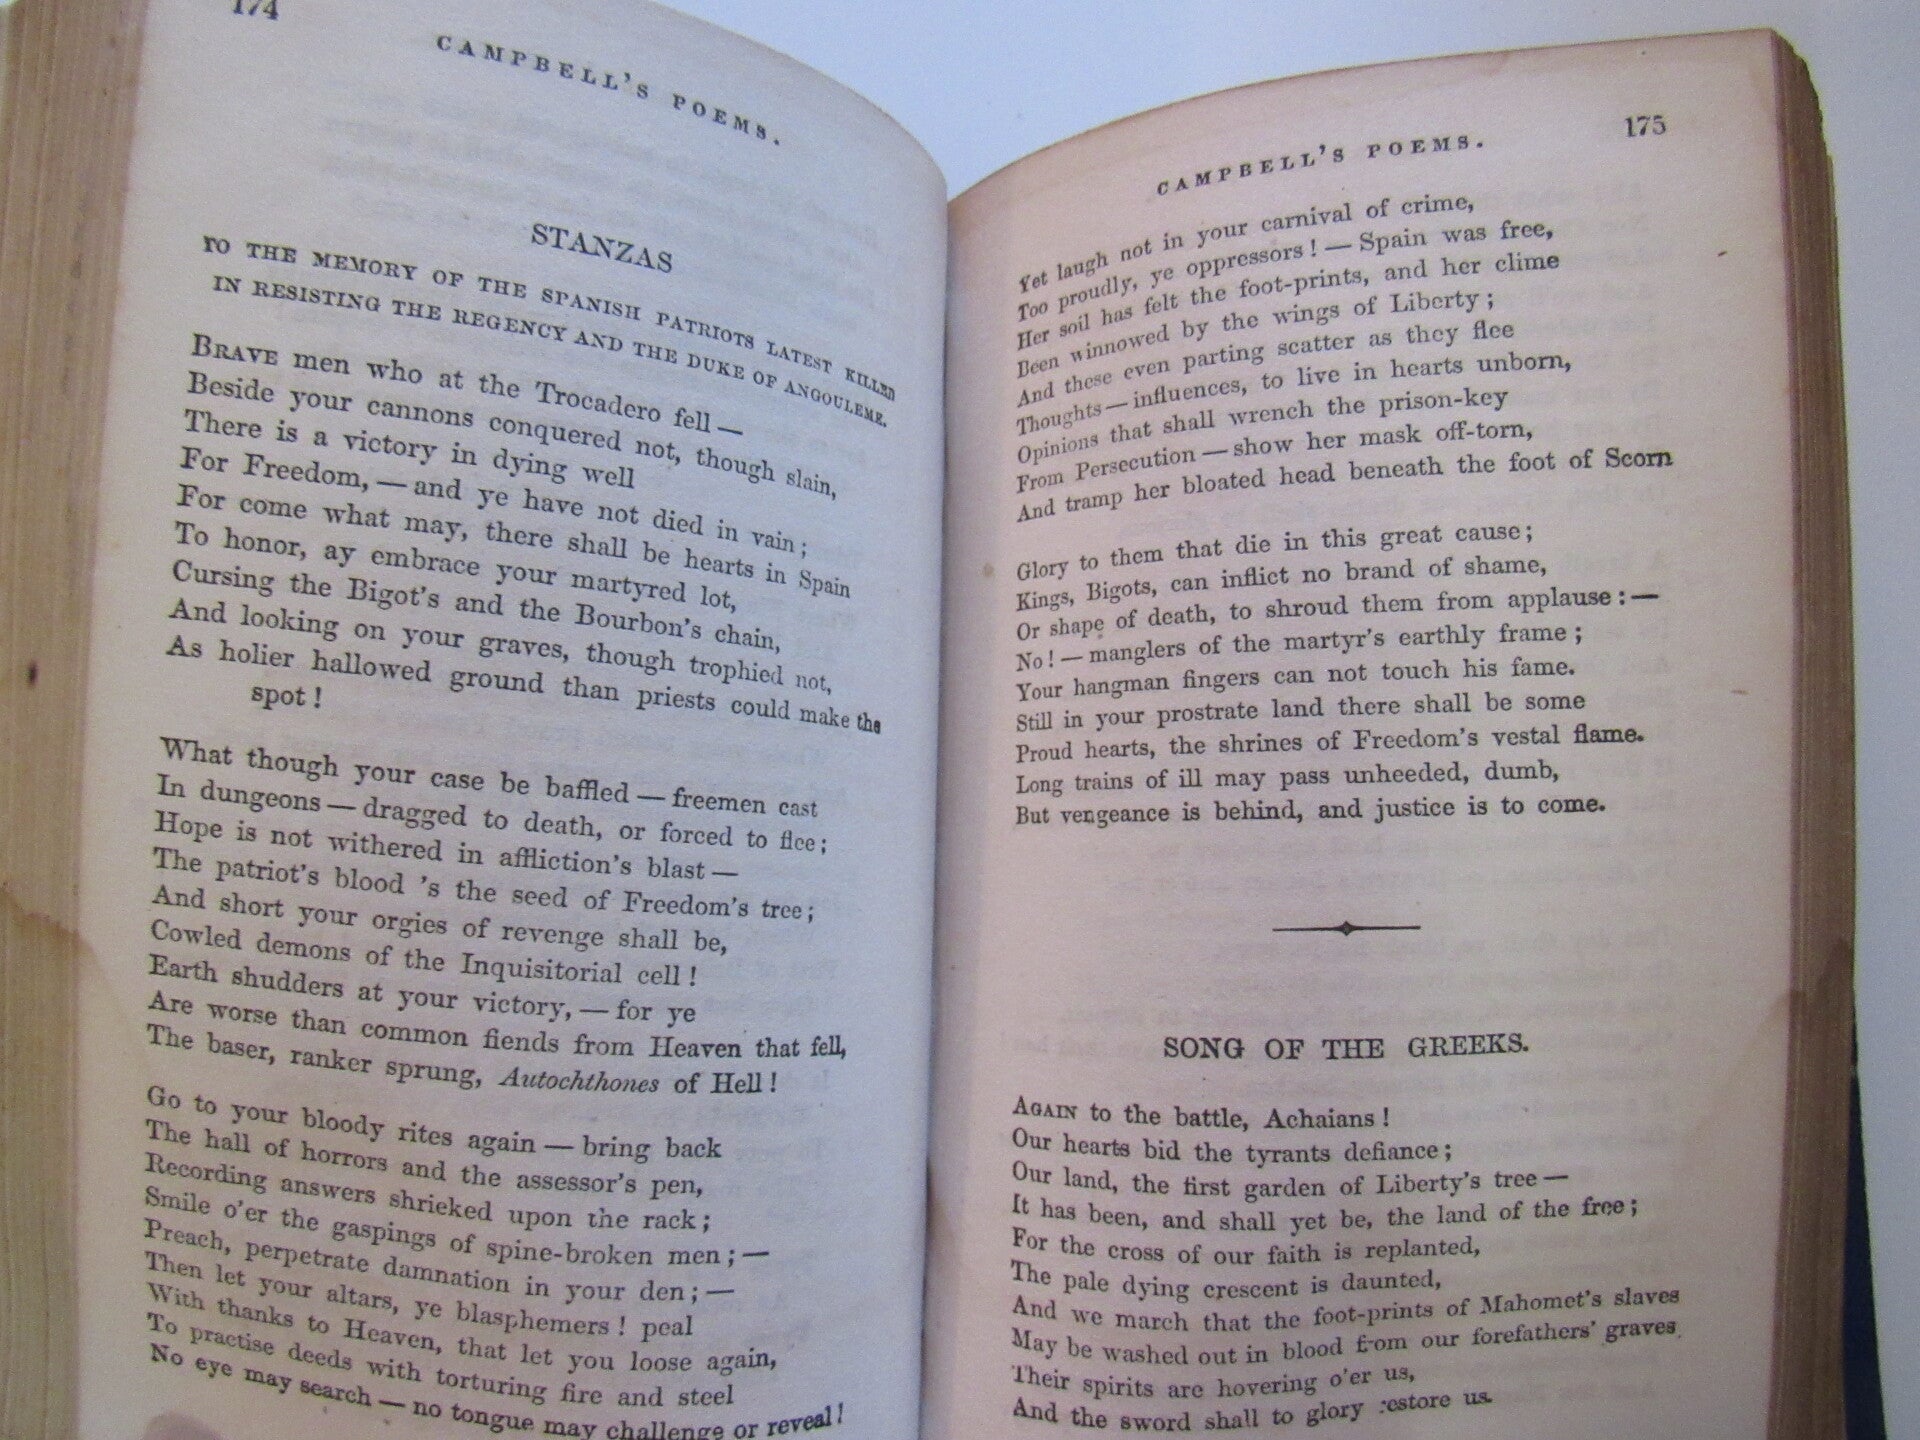 174
CAMPBELL'S POEMS.
STANZAS
TO THE MEMORY OF THE SPANISH PATRIOTS LATEST KILLED
IN RESISTING THE REGENCY AND THE DUKE OF ANGOULEME.
BRAVE men who at the Trocadero fell—
Beside your cannons conquered not, though slain,
There is a victory in dying well
For Freedom,—and ye have not died in vain;
For come what may, there shall be hearts in Spain
To honor, ay embrace your martyred lot,
Cursing the Bigot's and the Bourbon's chain,
And looking on your graves, though trophied not,
As holier hallowed ground than priests could make the
spot!
What though your case be baffled—freemen cast
In dungeons—dragged to death, or forced to flee;
Hope is not withered in affliction's blast—
The patriot's blood 's the seed of Freedom's tree;
And short your orgies of revenge shall be,
Cowled demons of the Inquisitorial cell!
Earth shudders at your victory,—for ye
Are worse than common fiends from Heaven that fell,
The baser, ranker sprung, Autochthones of Hell!
Go to your bloody rites again—bring back
The hall of horrors and the assessor's pen,
Recording answers shrieked upon the rack;
Smile o'er the gaspings of spine-broken men;—
Preach, perpetrate damnation in your den;—
Then let your altars, ye blasphemers! peal
With thanks to Heaven, that let you loose again,
To practise deeds with torturing fire and steel
No eye may search—no tongue may challenge or reveal!
CAMPBELL'S POEMS.
175
Yet laugh not in your carnival of crime,
Too proudly, ye oppressors!—Spain was free,
Her soil has felt the foot-prints, and her clime
Been winnowed by the wings of Liberty;
And these even parting scatter as they flee
Thoughts—influences, to live in hearts unborn,
Opinions that shall wrench the prison-key
From Persecution—show her mask off-torn,
And tramp her bloated head beneath the foot of Scorn
Glory to them that die in this great cause;
Kings, Bigots, can inflict no brand of shame,
Or shape of death, to shroud them from applause:—
No!—manglers of the martyr's earthly frame;
Your hangman fingers can not touch his fame.
Still in your prostrate land there shall be some
Proud hearts, the shrines of Freedom's vestal flame.
Long trains of ill may pass unheeded, dumb,
But vengeance is behind, and justice is to come.
SONG OF THE GREEKS.
AGAIN to the battle, Achaians!
Our hearts bid the tyrants defiance;
Our land, the first garden of Liberty's tree—
It has been, and shall yet be, the land of the free;
For the cross of our faith is replanted,
The pale dying crescent is daunted,
And we march that the foot-prints of Mahomet's slaves
May be washed out in blood from our forefathers' graves.
Their spirits are hovering o'er us,
And the sword shall to glory restore us.